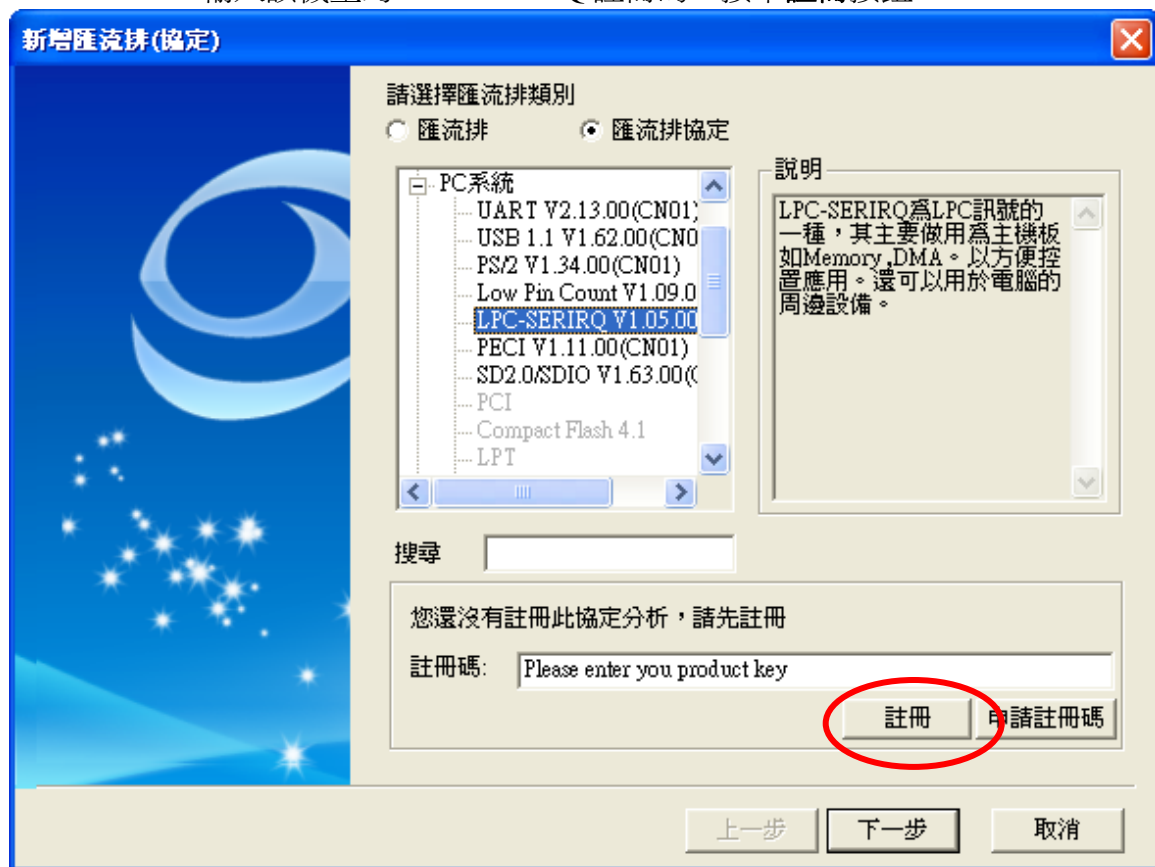 新增匯流排(協定)
請選擇匯流排類別
匯流排 匯流排協定
PC系統
UART V2.13.00(CN01)
USB 1.1 V1.62.00(CN0
PS/2 V1.34.00(CN01)
Low Pin Count V1.09.0
LPC-SERIRQ V1.05.00
PECI V1.11.00(CN01)
SD2.0/SDIO V1.63.00(
PCI
Compact Flash 4.1
LPT
說明
LPC-SERIRQ為LPC訊號的
一種，其主要做用為主機板
如Memory ,DMA。以方便控
置應用。還可以用於電腦的
周邊設備。
搜尋
您還沒有註冊此協定分析，請先註冊
註冊碼: Please enter you product key
註冊 申請註冊碼
上一步 下一步 取消